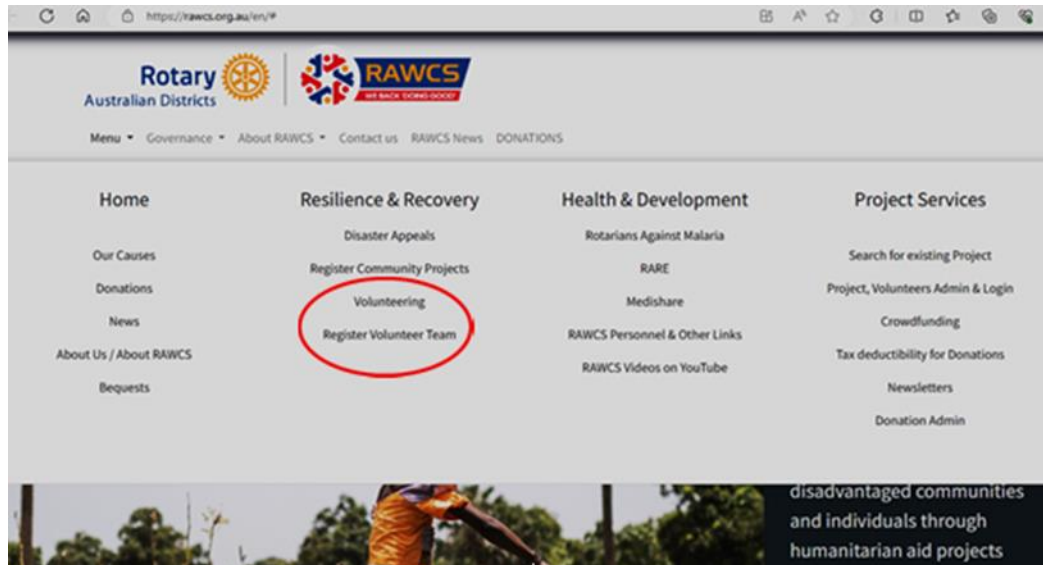 https://rawcs.org.au/en/#
Rotary
Australian Districts
RAWCS
WE BACK 'DOING GOOD'
Menu Governance About RAWCS Contact us RAWCS News DONATIONS
Home
Our Causes
Donations
News
About Us / About RAWCS
Bequests
Resilience & Recovery
Disaster Appeals
Register Community Projects
Volunteering
Register Volunteer Team
Health & Development
Rotarians Against Malaria
RARE
Medishare
RAWCS Personnel & Other Links
RAWCS Videos on YouTube
Project Services
Search for existing Project
Project, Volunteers Admin & Login
Crowdfunding
Tax deductibility for Donations
Newsletters
Donation Admin
disadvantaged communities
and individuals through
humanitarian aid projects